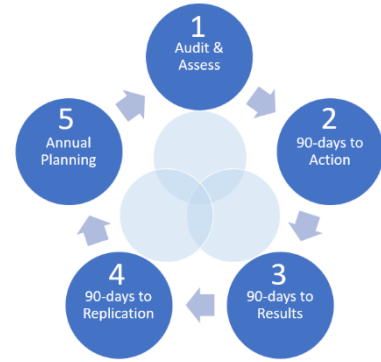 1
Audit &
Assess
2
90-days to
Action
3
90-days to
Results
4
90-days to
Replication
5
Annual
Planning